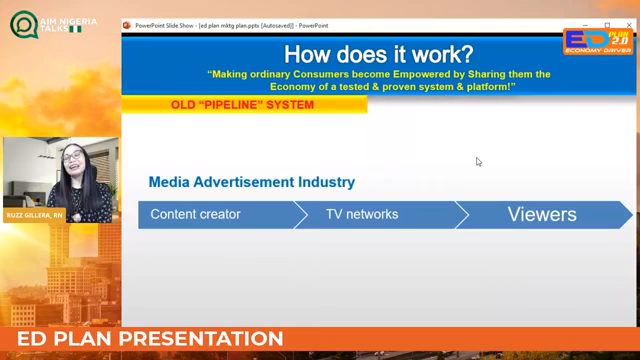 AIM NIGERIA
TALKS
PowerPoint Slide Show - [ed plan mktg plan.pptx [Autosaved]] - PowerPoint
ED PLAN 2.0
ECONOMY DRIVER
How does it work?
“Making ordinary Consumers become Empowered by Sharing them the
Economy of a tested & proven system & platform!”
OLD “PIPELINE” SYSTEM
Media Advertisement Industry
Content creator
TV networks
Viewers
RUZZ GILLERA, RN
ED PLAN PRESENTATION